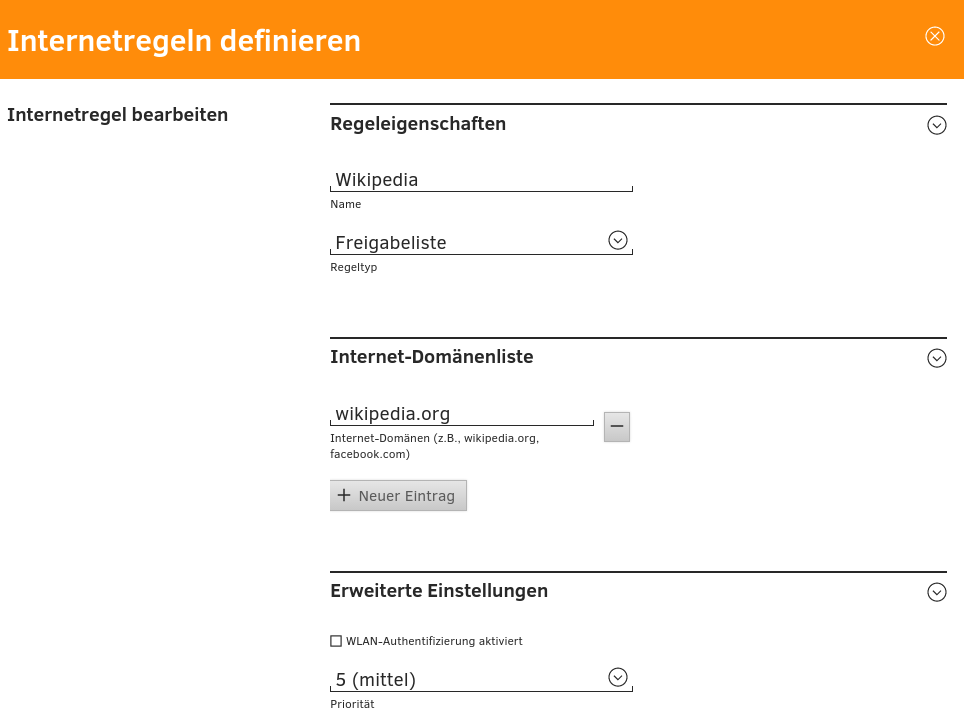 Internetregeln definieren
Internetregel bearbeiten
Regeleigenschaften
Wikipedia
Name
Freigabeliste
Regeltyp
Internet-Domänenliste
wikipedia.org
Internet-Domänen (z.B., wikipedia.org,
facebook.com)
Neuer Eintrag
Erweiterte Einstellungen
WLAN-Authentifizierung aktiviert
5 (mittel)
Priorität